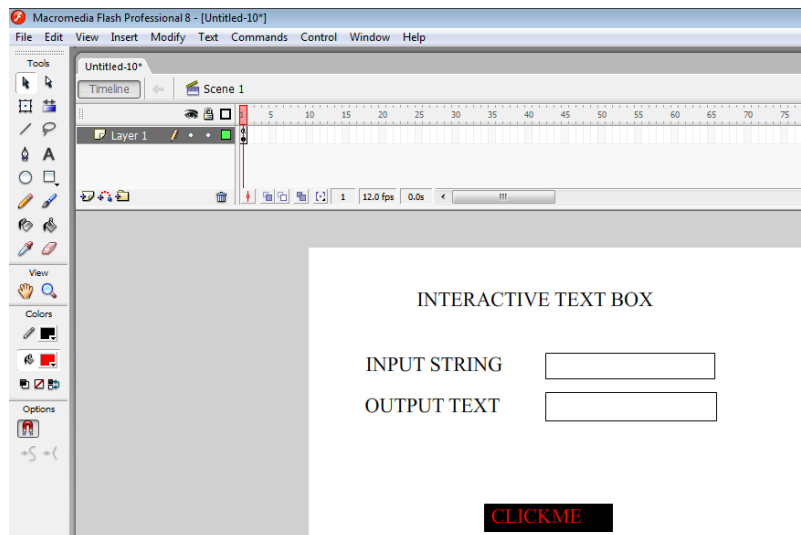 Macromedia Flash Professional 8 - [Untitled-10*]
File Edit View Insert Modify Text Commands Control Window Help
Tools
Untitled-10*
Timeline Scene 1
1 5 10 15 20 25 30 35 40 45 50 55 60 65 70 75
Layer 1
1 12.0 fps 0.0s
View
Colors
Options
INTERACTIVE TEXT BOX
INPUT STRING
OUTPUT TEXT
CLICKME